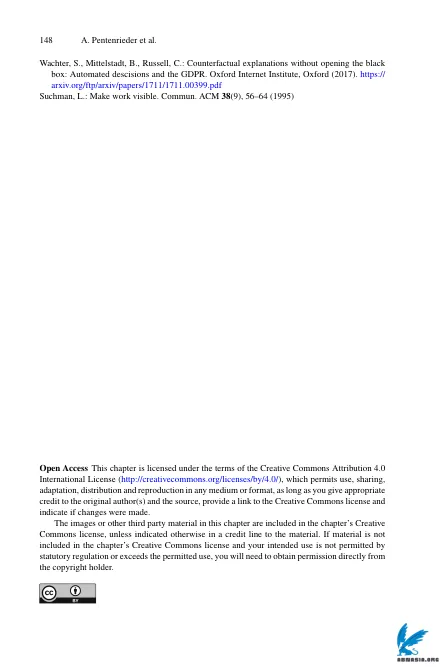 148 A. Pentenrieder et al.
Wachter, S., Mittelstadt, B., Russell, C.: Counterfactual explanations without opening the black
box: Automated descisions and the GDPR. Oxford Internet Institute, Oxford (2017). https://
arxiv.org/ftp/arxiv/papers/1711/1711.00399.pdf
Suchman, L.: Make work visible. Commun. ACM 38(9), 56–64 (1995)
Open Access This chapter is licensed under the terms of the Creative Commons Attribution 4.0
International License (http://creativecommons.org/licenses/by/4.0/), which permits use, sharing,
adaptation, distribution and reproduction in any medium or format, as long as you give appropriate
credit to the original author(s) and the source, provide a link to the Creative Commons license and
indicate if changes were made.
The images or other third party material in this chapter are included in the chapter's Creative
Commons license, unless indicated otherwise in a credit line to the material. If material is not
included in the chapter's Creative Commons license and your intended use is not permitted by
statutory regulation or exceeds the permitted use, you will need to obtain permission directly from
the copyright holder.
cc BY